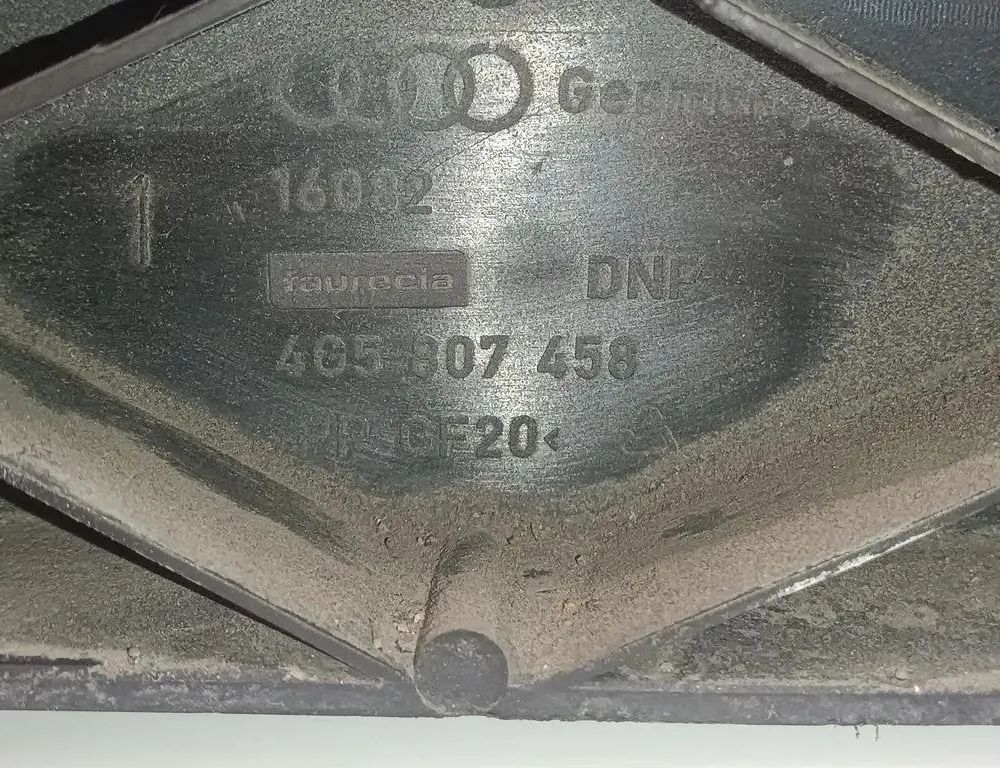 Germany
16082
1
faurecia DNP
4G5 807 458
GF20<